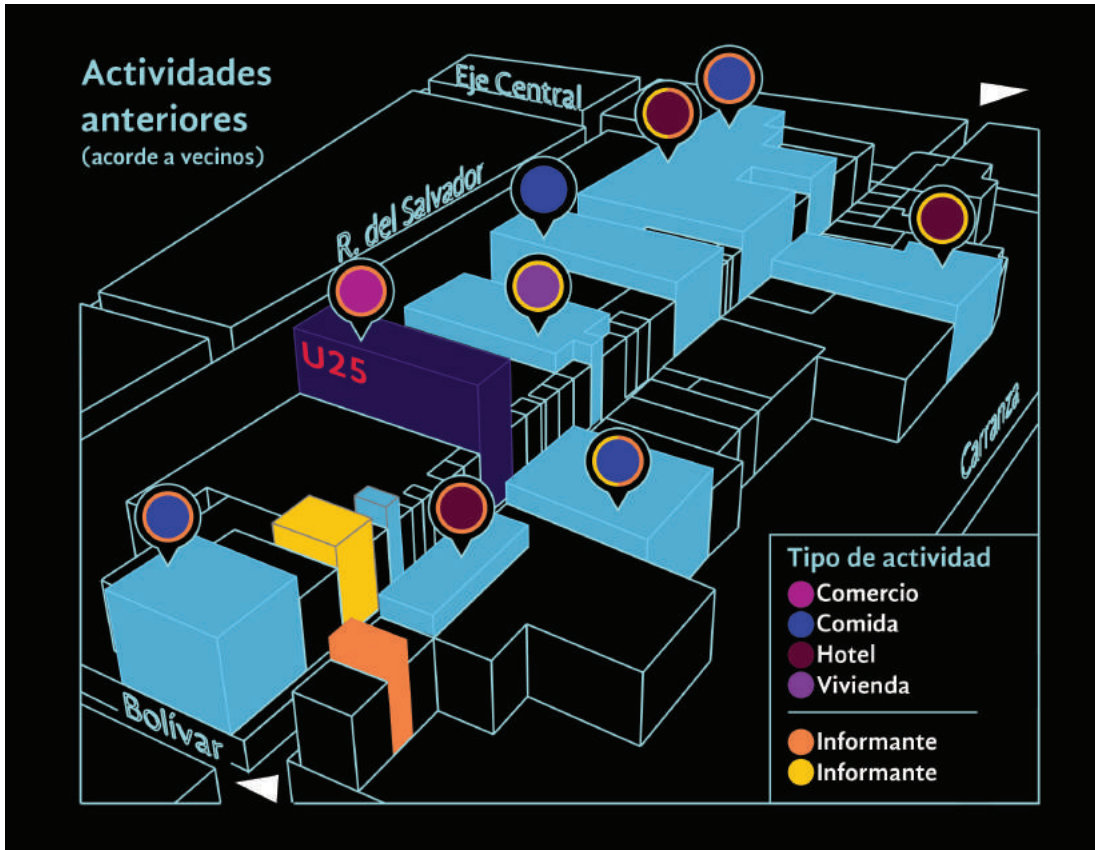 Actividades
anteriores
(acorde a vecinos)
Eje Central
R. del Salvador
U25
Carranza
Bolívar
Tipo de actividad
Comercio
Comida
Hotel
Vivienda
Informante
Informante